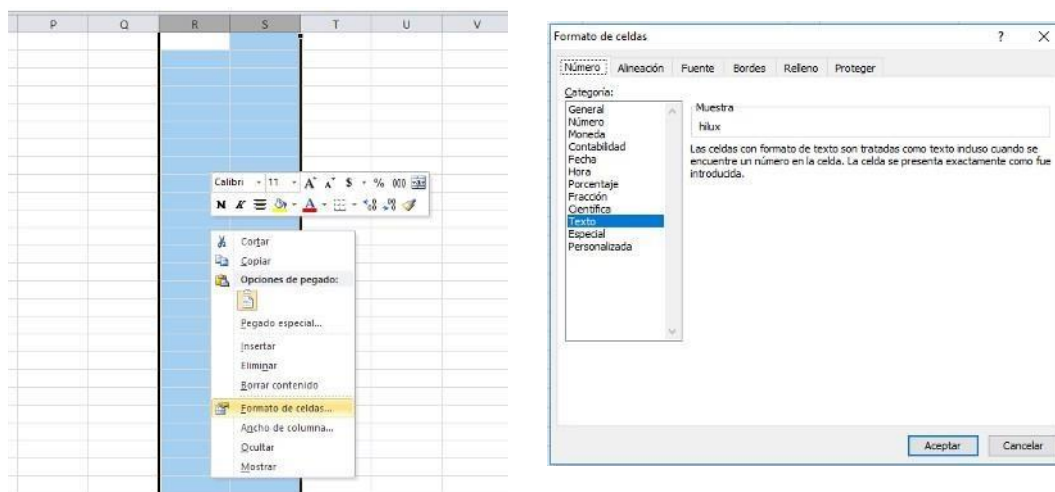 P Q R S T U V
Calibri 11 A A $ % 000
N K A
Cortar
Copiar
Opciones de pegado:
Pegado especial...
Insertar
Eliminar
Borrar contenido
Formato de celdas...
Ancho de columna...
Ocultar
Mostrar
Formato de celdas ? X
Número Alineación Fuente Bordes Relleno Proteger
Categoría:
General
Número
Moneda
Contabilidad
Fecha
Hora
Porcentaje
Fracción
Científica
Texto
Especial
Personalizada
Muestra
hilux
Las celdas con formato de texto son tratadas como texto incluso cuando se
encuentre un número en la celda. La celda se presenta exactamente como fue
introducida.
Aceptar Cancelar